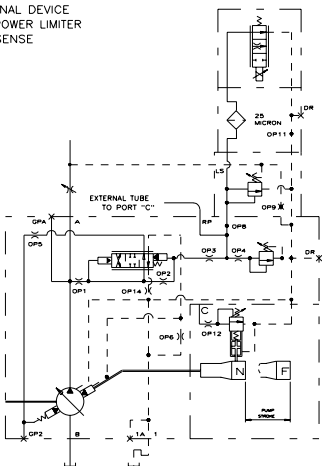 NAL DEVICE
POWER LIMITER
SENSE
25
MICRON
DR
OP11
LS
OP9
EXTERNAL TUBE
TO PORT "C"
RP
OP8
GPA
A
OP5
DR
OP3
OP4
OP2
OP1
OP14
C
OP12
OP6
N
F
PUMP
STROKE
GP2
B
1A
1